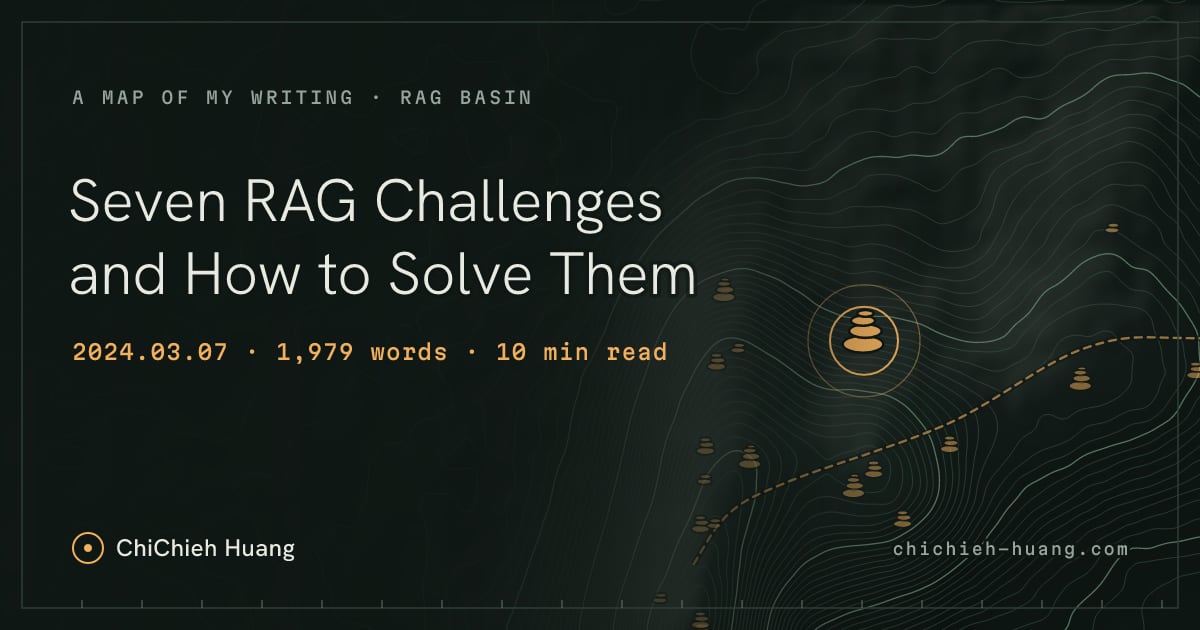 A MAP OF MY WRITING · RAG BASIN
Seven RAG Challenges
and How to Solve Them
2024.03.07 · 1,979 words · 10 min read
ChiChieh Huang
chichieh-huang.com